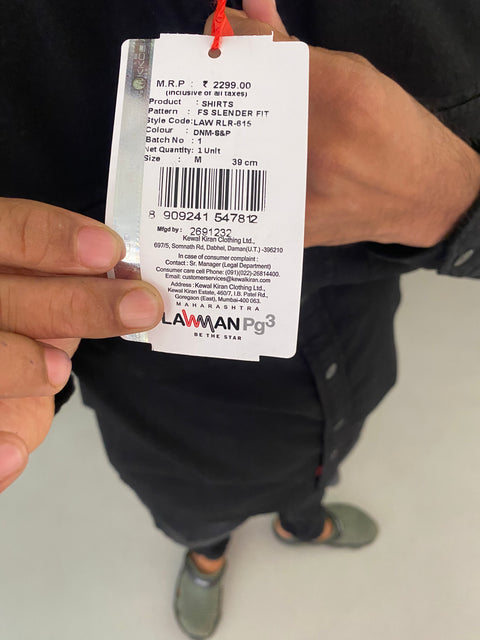 M.R.P : ₹ 2299.00
(Inclusive of all taxes)
Product : SHIRTS
Pattern : FS SLENDER FIT
Style Code:LAW RLR-615
Colour : DNM-S&P
Batch No : 1
Net Quantity: 1 Unit
Size : M 39 cm
8 909241 547812
Mfgd by : 2691232
Kewal Kiran Clothing Ltd.,
697/5, Somnath Rd, Dabhel, Daman(U.T.) -396210
In case of consumer complaint :
Contact : Sr. Manager (Legal Department)
Consumer care cell Phone: (091)(022)-26814400.
Email: customerservices@kewalkiran.com
Address : Kewal Kiran Clothing Ltd.,
Kewal Kiran Estate, 460/7, I.B. Patel Rd.,
Goregaon (East), Mumbai-400 063.
MAHARASHTRA
LAWMAN Pg3
BE THE STAR